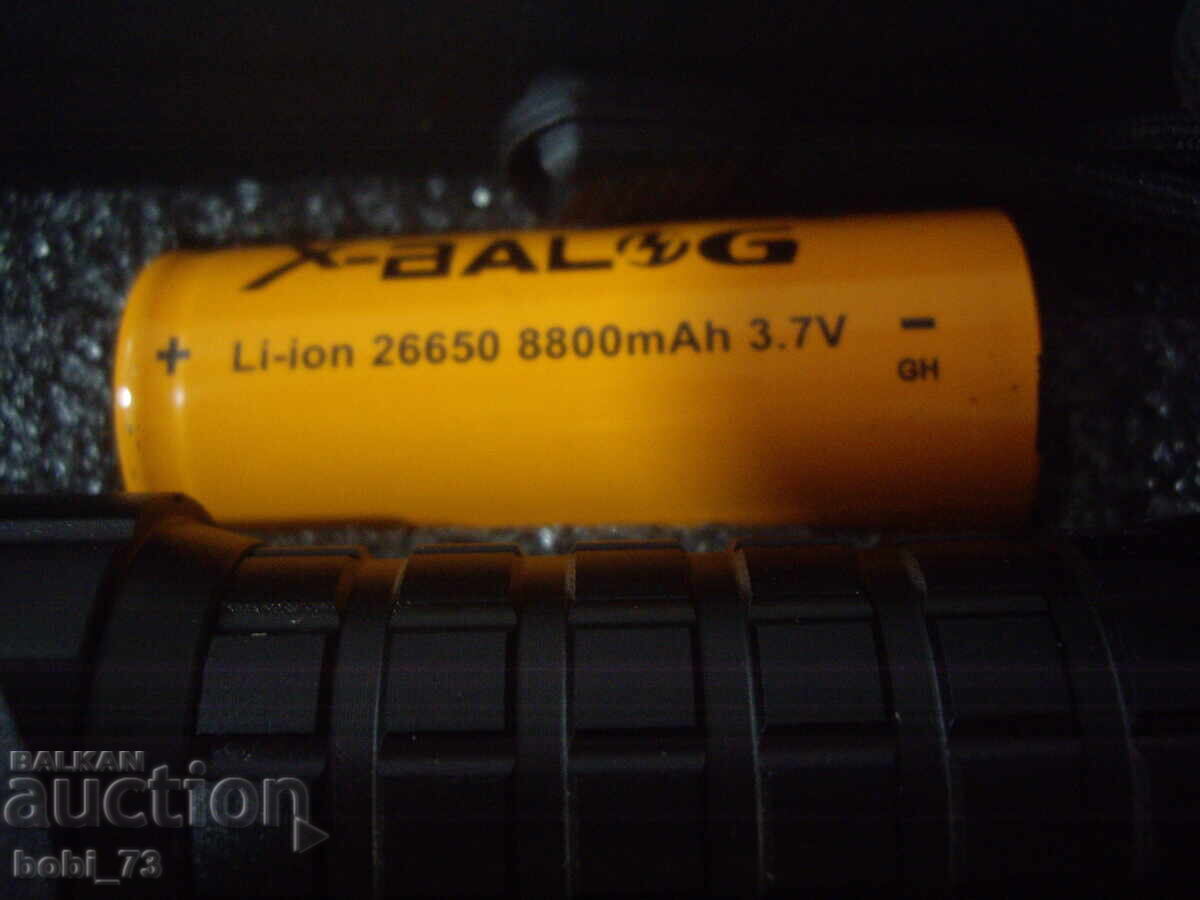 X-BALOG
+ Li-ion 26650 8800mAh 3.7V -
GH
BALKAN
auction
bobi_73